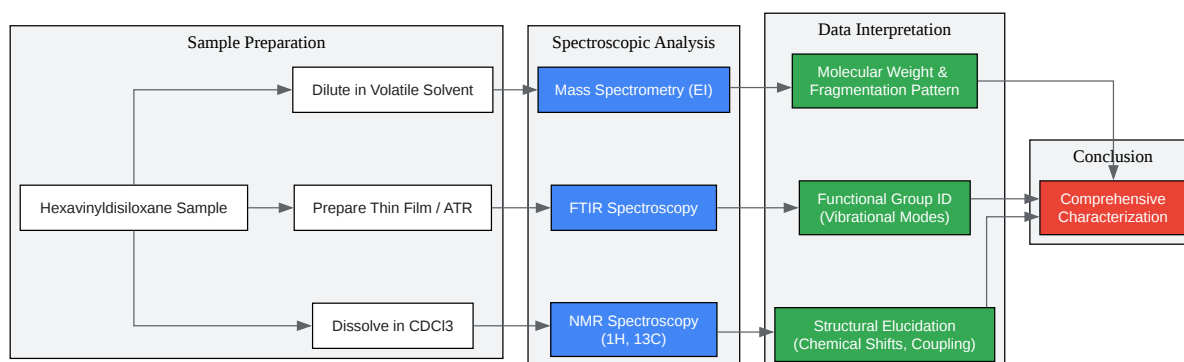 Sample Preparation
Spectroscopic Analysis
Data Interpretation
Conclusion
Hexavinyldisiloxane Sample
Dilute in Volatile Solvent
Mass Spectrometry (EI)
Molecular Weight &
Fragmentation Pattern
Prepare Thin Film / ATR
FTIR Spectroscopy
Functional Group ID
(Vibrational Modes)
Dissolve in CDCl3
NMR Spectroscopy
(1H, 13C)
Structural Elucidation
(Chemical Shifts, Coupling)
Comprehensive
Characterization